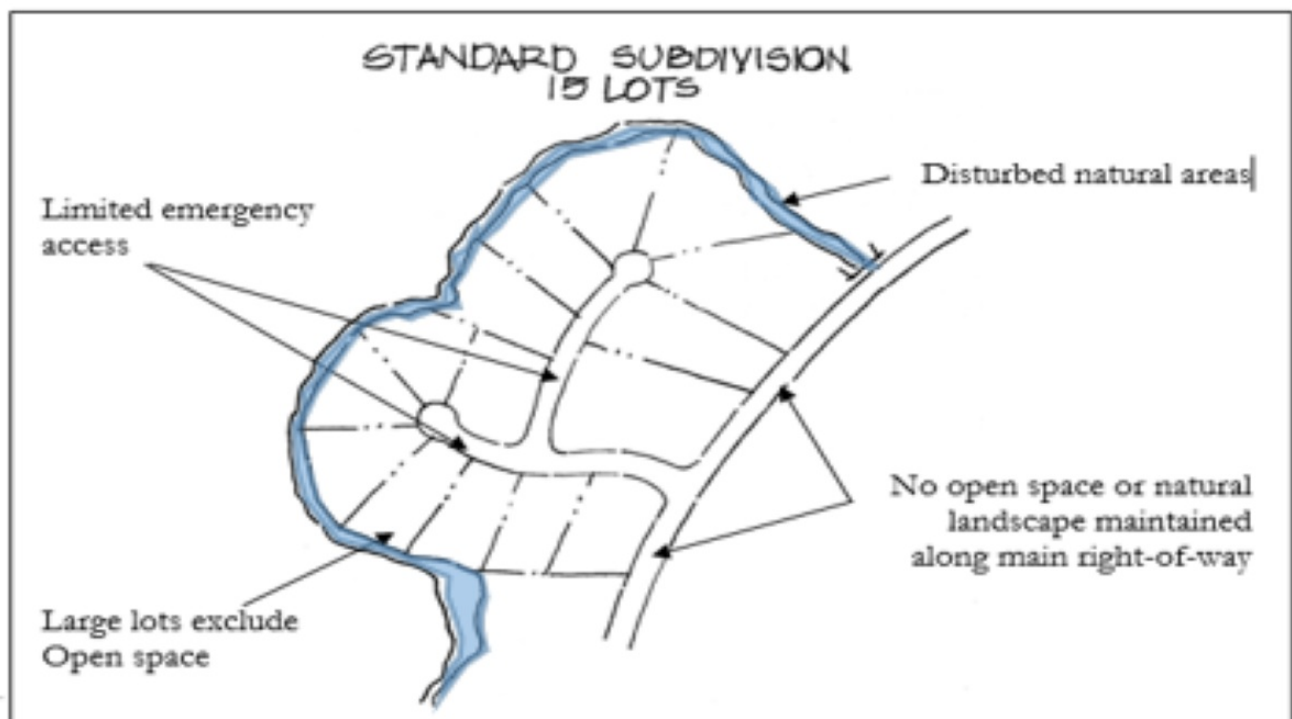 STANDARD SUBDIVISION
15 LOTS
Disturbed natural areas
Limited emergency
access
No open space or natural
landscape maintained
along main right-of-way
Large lots exclude
Open space